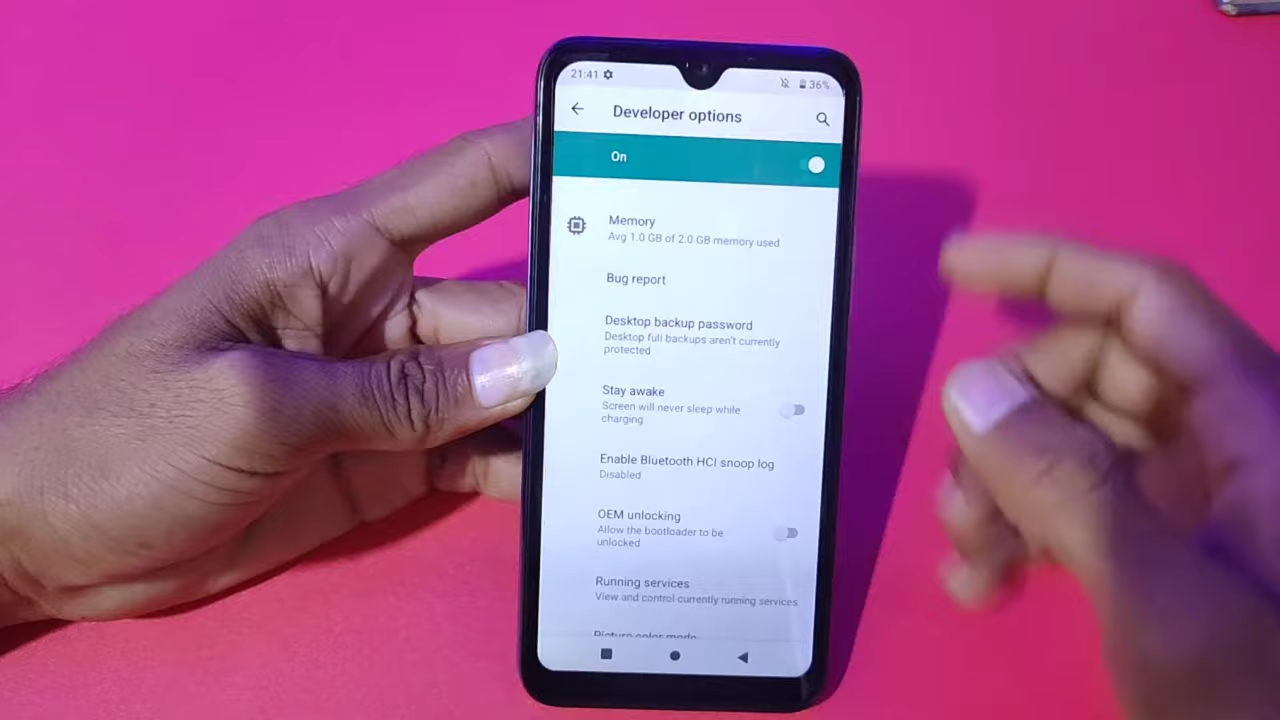 21:41
36%
Developer options
On
Memory
Avg 1.0 GB of 2.0 GB memory used
Bug report
Desktop backup password
Desktop full backups aren't currently
protected
Stay awake
Screen will never sleep while
charging
Enable Bluetooth HCI snoop log
Disabled
OEM unlocking
Allow the bootloader to be
unlocked
Running services
View and control currently running services
Picture color mode